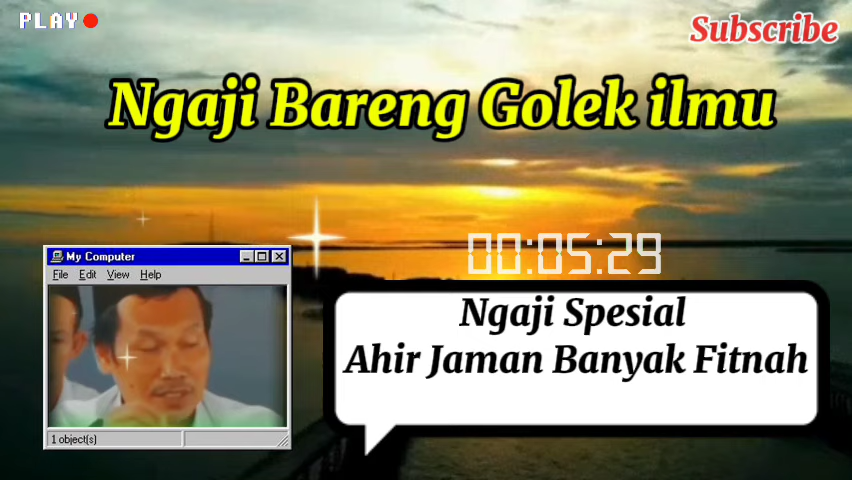 PLAY
Subscribe
Ngaji Bareng Golek ilmu
00:05:29
My Computer
File Edit View Help
Ngaji Spesial
Ahir Jaman Banyak Fitnah
1 object(s)